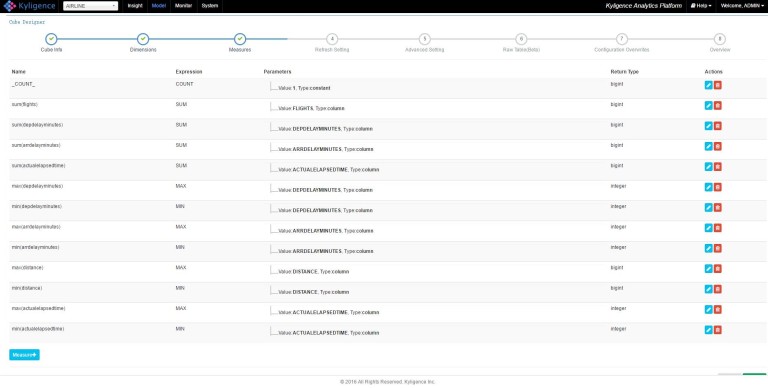 Kyligence
AIRLINE
Insight
Model
Monitor
System
Kyligence Analytics Platform
Help
Welcome, ADMIN
Cube Designer
4
5
6
7
8
Cube Info
Dimensions
Measures
Refresh Setting
Advanced Setting
Raw Table(Beta)
Configuration Overwrites
Overview
Name Expression Parameters Return Type Actions
_COUNT_ COUNT Value:1, Type:constant bigint
sum(flights) SUM Value:FLIGHTS, Type:column bigint
sum(depdelayminutes) SUM Value:DEPDELAYMINUTES, Type:column bigint
sum(arrdelayminutes) SUM Value:ARRDELAYMINUTES, Type:column bigint
sum(actualelapsedtime) SUM Value:ACTUALELAPSEDTIME, Type:column bigint
max(depdelayminutes) MAX Value:DEPDELAYMINUTES, Type:column integer
min(depdelayminutes) MIN Value:DEPDELAYMINUTES, Type:column integer
max(arrdelayminutes) MAX Value:ARRDELAYMINUTES, Type:column integer
min(arrdelayminutes) MIN Value:ARRDELAYMINUTES, Type:column integer
max(distance) MAX Value:DISTANCE, Type:column bigint
min(distance) MIN Value:DISTANCE, Type:column bigint
max(actualelapsedtime) MAX Value:ACTUALELAPSEDTIME, Type:column integer
min(actualelapsedtime) MIN Value:ACTUALELAPSEDTIME, Type:column integer
Measure+
© 2016 All Rights Reserved. Kyligence Inc.